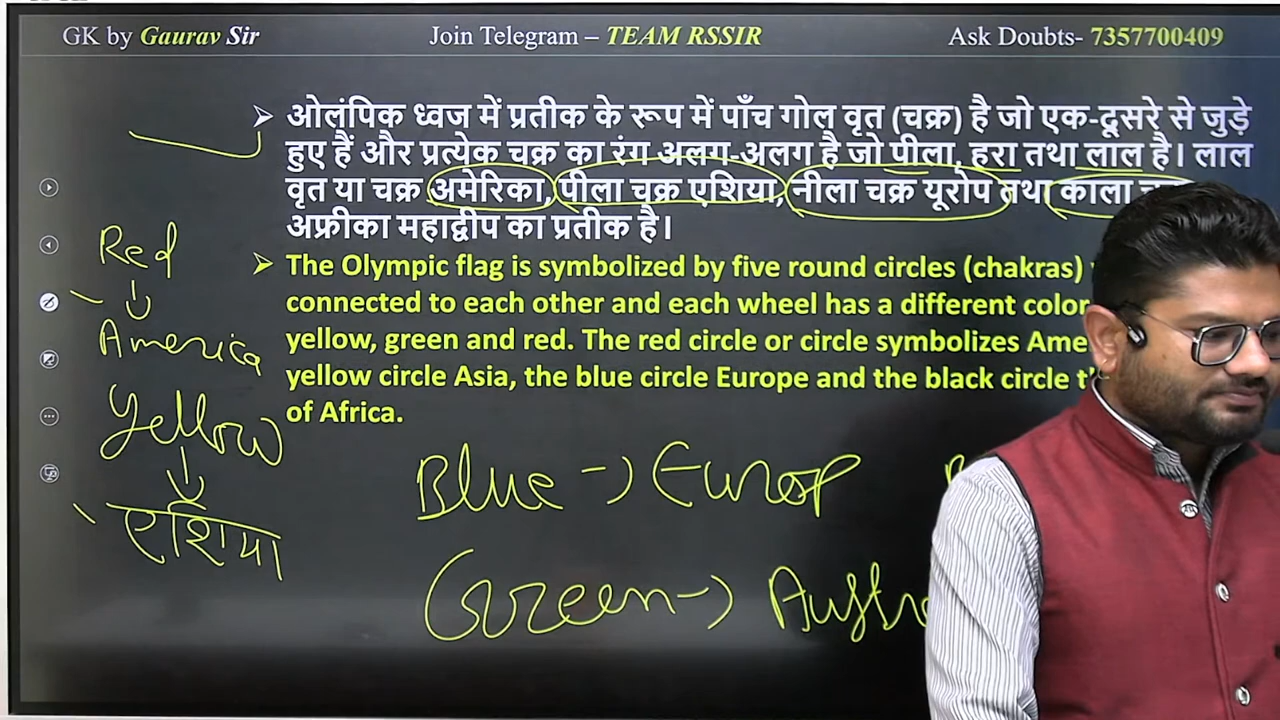 GK by Gaurav Sir
Join Telegram – TEAM RSSIR
Ask Doubts- 7357700409
➢ ओलंपिक ध्वज में प्रतीक के रूप में पाँच गोल वृत (चक्र) है जो एक-दूसरे से जुड़े
हुए हैं और प्रत्येक चक्र का रंग अलग-अलग है जो पीला, हरा तथा लाल है। लाल
वृत या चक्र अमेरिका, पीला चक्र एशिया, नीला चक्र यूरोप तथा काला
अफ्रीका महाद्वीप का प्रतीक है।
➢ The Olympic flag is symbolized by five round circles (chakras)
connected to each other and each wheel has a different color
yellow, green and red. The red circle or circle symbolizes
yellow circle Asia, the blue circle Europe and the black circle
of Africa.
Red
America
Yellow
एशिया
Blue → Europ
Green →